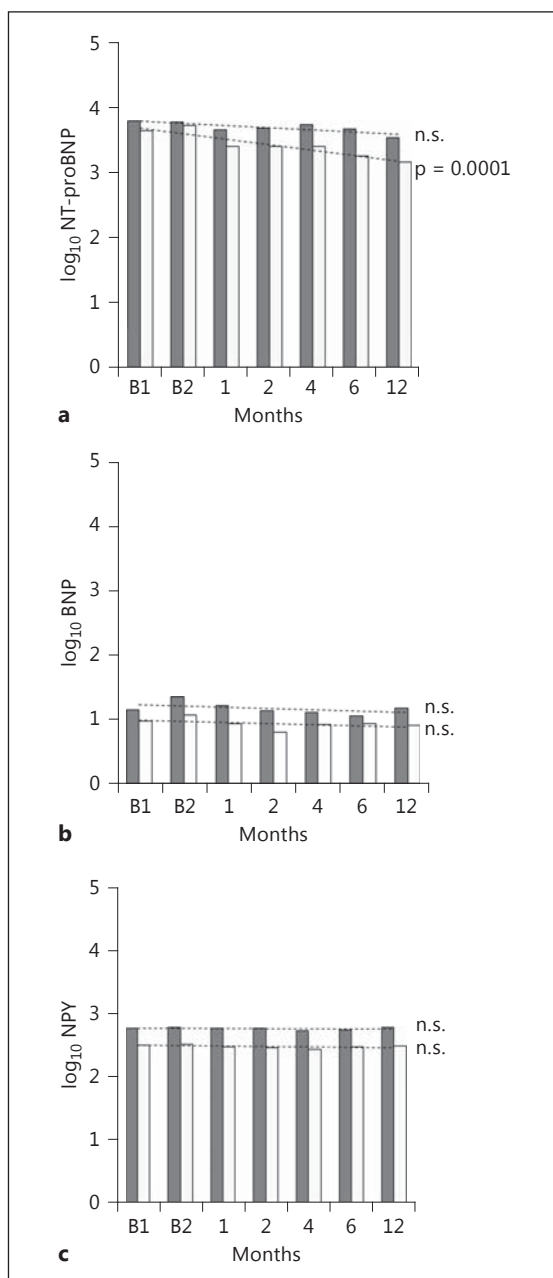 5
4
3
2
1
0
log10 NT-proBNP
n.s.
p = 0.0001
B1 B2 1 2 4 6 12
Months
a
5
4
3
2
1
0
log10 BNP
n.s.
n.s.
B1 B2 1 2 4 6 12
Months
b
5
4
3
2
1
0
log10 NPY
n.s.
n.s.
B1 B2 1 2 4 6 12
Months
c